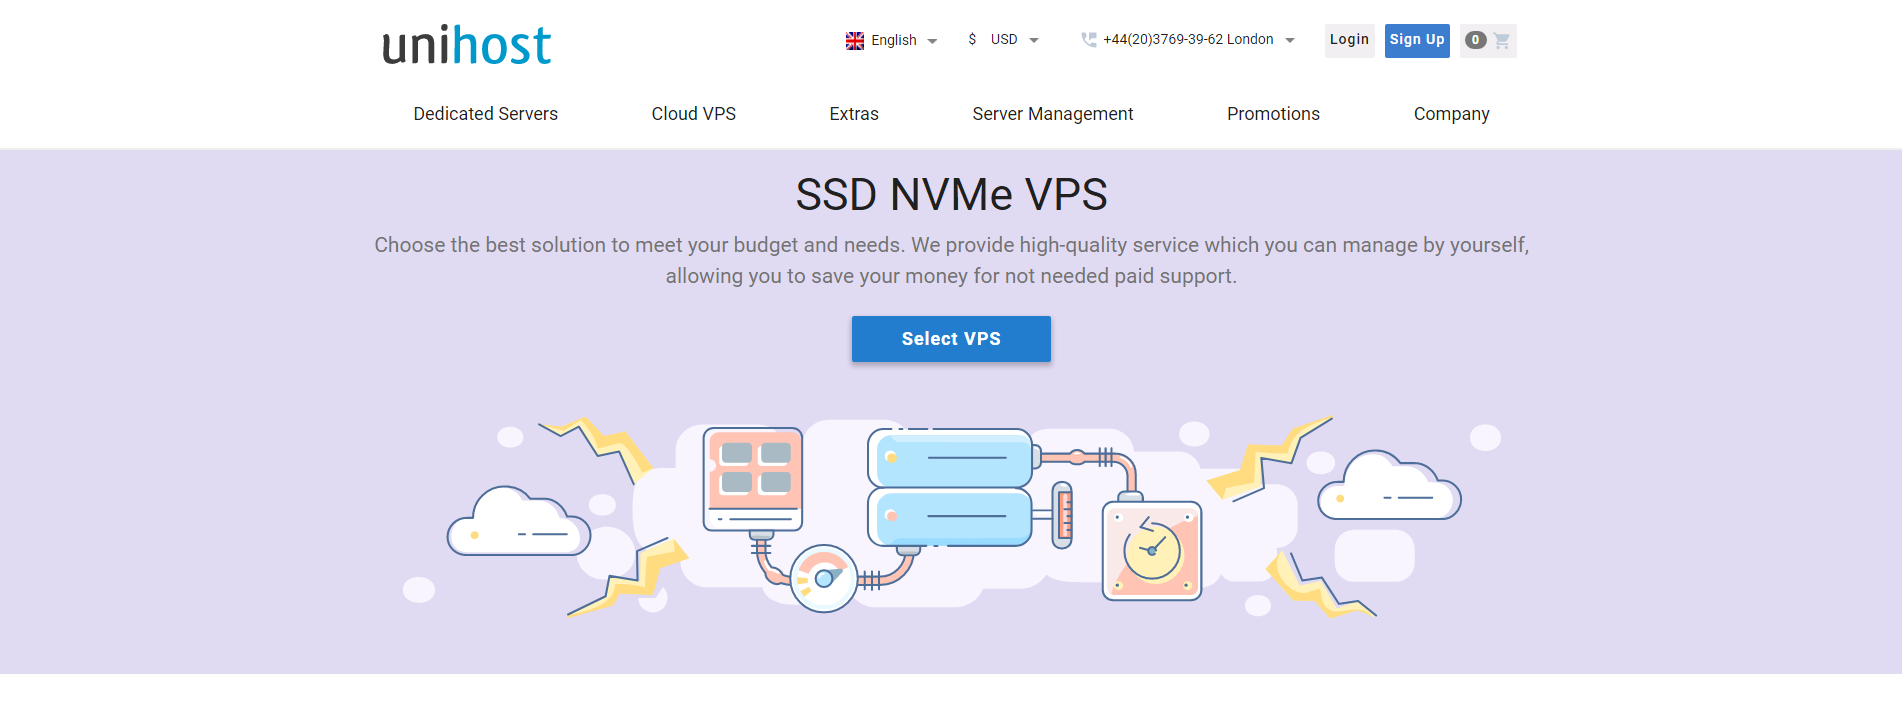 unihost
English
$ USD
+44(20)3769-39-62 London
Login
Sign Up
0
Dedicated Servers
Cloud VPS
Extras
Server Management
Promotions
Company
SSD NVMe VPS
Choose the best solution to meet your budget and needs. We provide high-quality service which you can manage by yourself,
allowing you to save your money for not needed paid support.
Select VPS